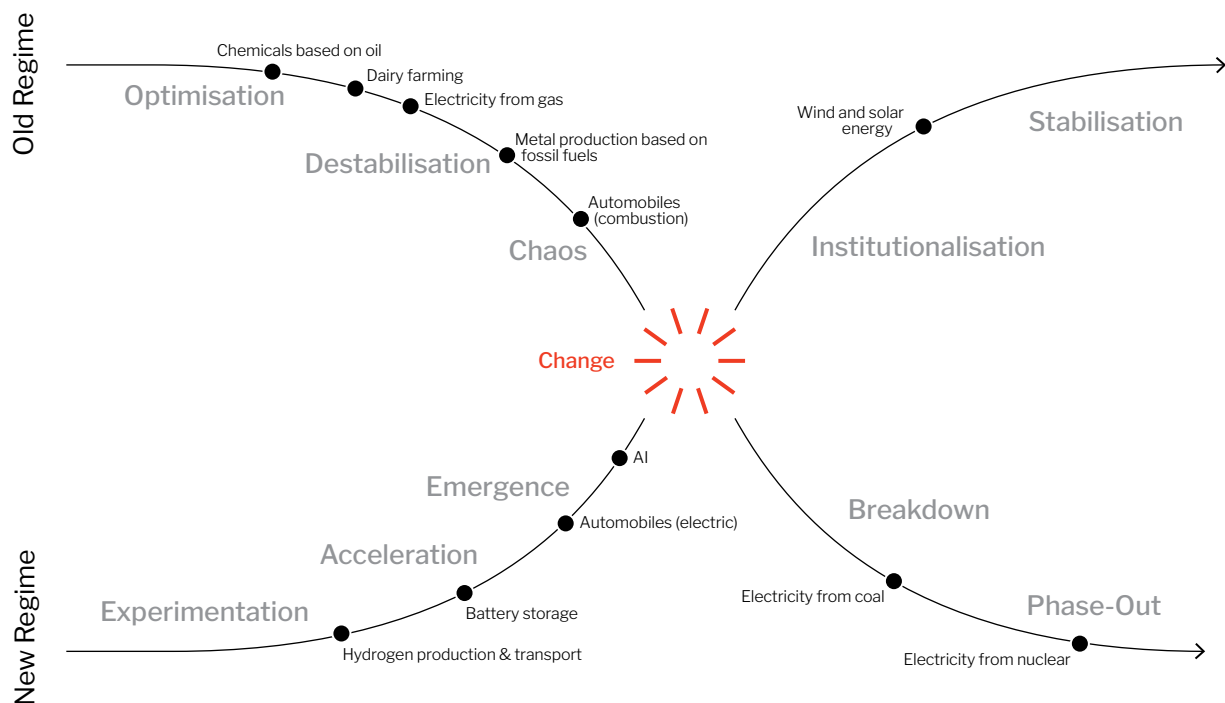 Old Regime
Chemicals based on oil
Optimisation
Dairy farming
Electricity from gas
Destabilisation
Metal production based on
fossil fuels
Automobiles
(combustion)
Chaos
Wind and solar
energy
Stabilisation
Institutionalisation
Change
New Regime
AI
Emergence
Automobiles (electric)
Acceleration
Battery storage
Experimentation
Hydrogen production & transport
Breakdown
Electricity from coal
Phase-Out
Electricity from nuclear